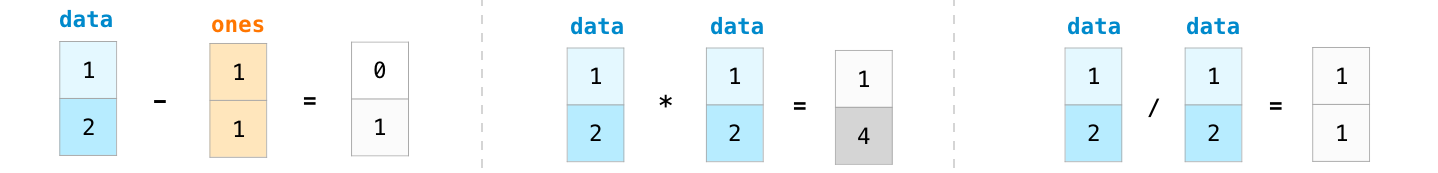 data ones data data data data
1 1 0 1 1 1 1 1 1
- = * = / =
2 1 1 2 2 4 2 2 1